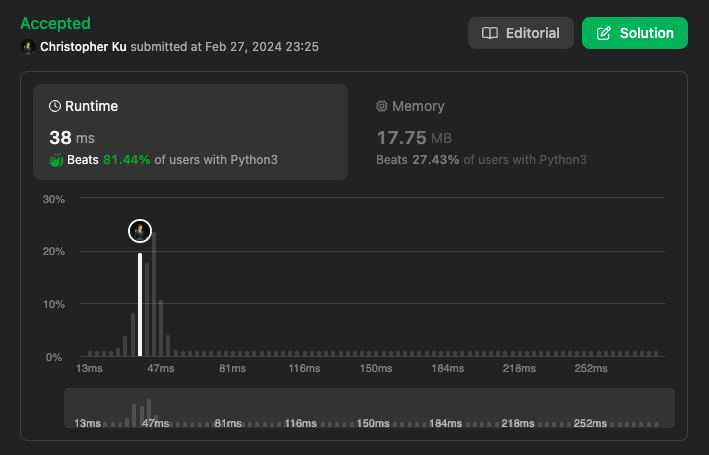 Accepted
Christopher Ku submitted at Feb 27, 2024 23:25
Editorial
Solution
Runtime
38 ms
Beats 81.44% of users with Python3
Memory
17.75 MB
Beats 27.43% of users with Python3
30%
20%
10%
0%
13ms 47ms 81ms 116ms 150ms 184ms 218ms 252ms
13ms 47ms 81ms 116ms 150ms 184ms 218ms 252ms